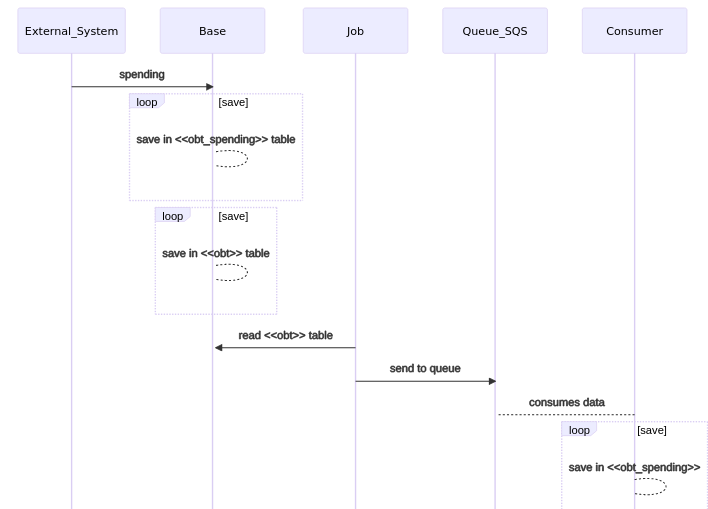 External_System
Base
Job
Queue_SQS
Consumer
spending
loop
[save]
save in <<obt_spending>> table
loop
[save]
save in <<obt>> table
read <<obt>> table
send to queue
consumes data
loop
[save]
save in <<obt_spending>>